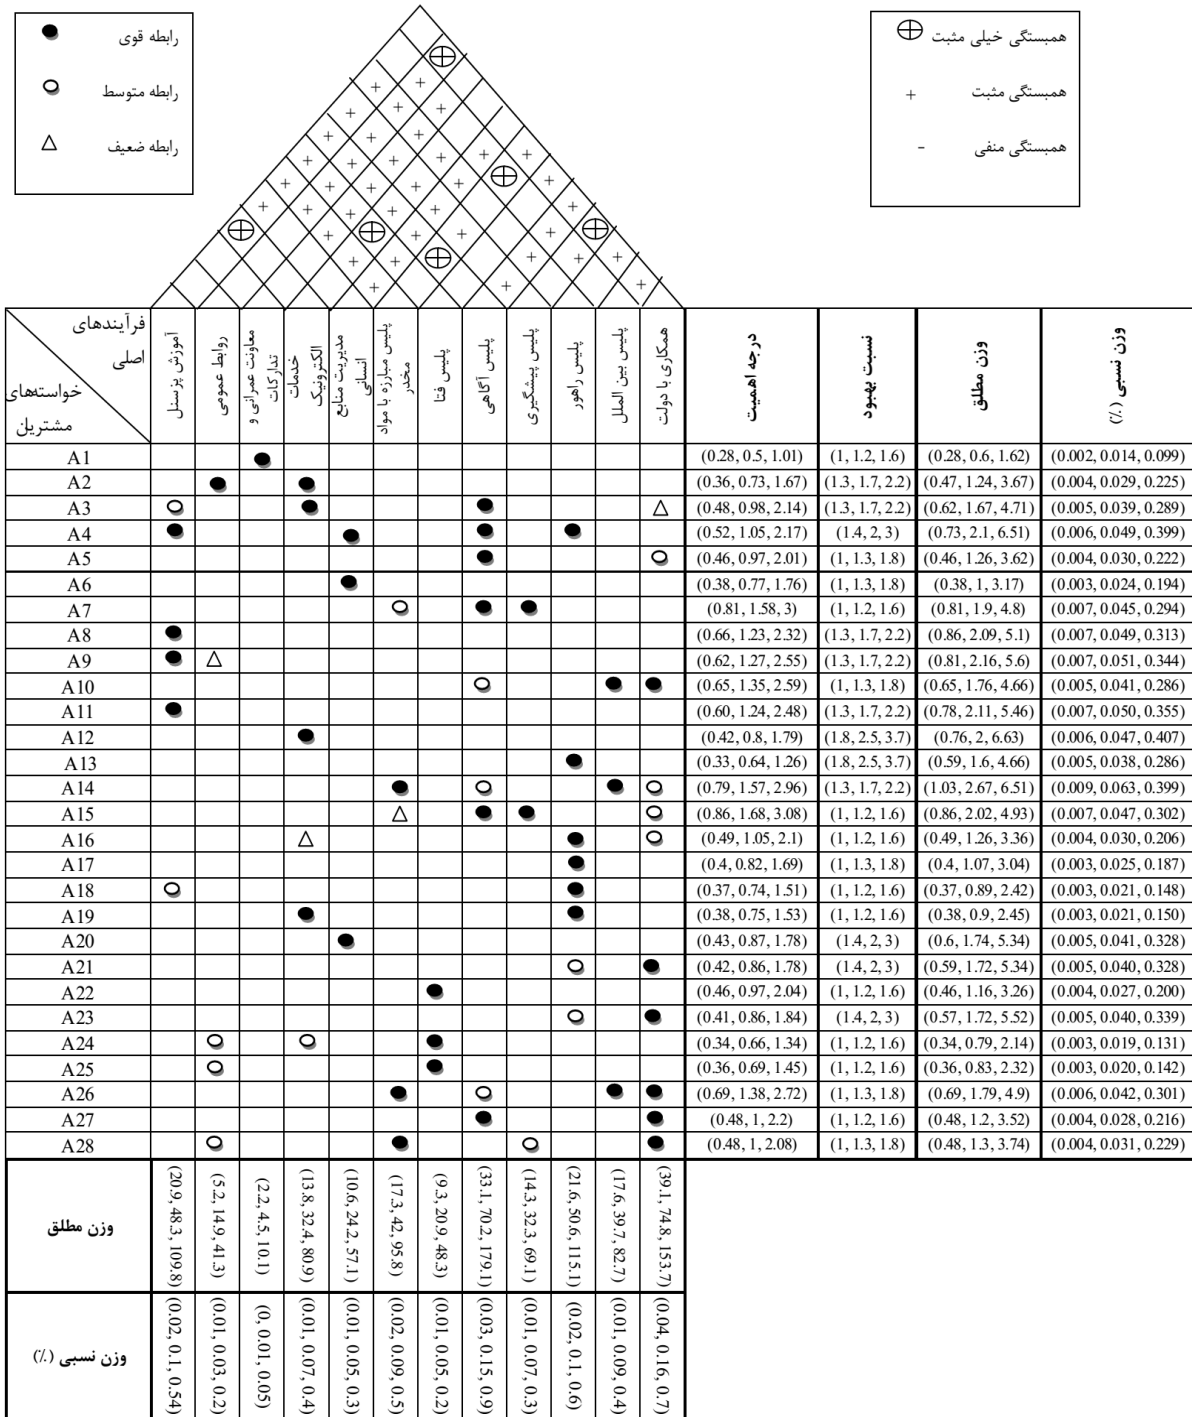 رابطه قوی
رابطه متوسط
رابطه ضعیف
همبستگی خیلی مثبت
همبستگی مثبت +
همبستگی منفی -
فرآیندهای
اصلی
خواسته‌های
مشتریان
آموزش پرسنل
روابط عمومی
معاونت عمرانی و
تدارکات
خدمات
الکترونیک
مدیریت منابع
انسانی
پلیس مبارزه با مواد
مخدر
پلیس فتا
پلیس آگاهی
پلیس پیشگیری
پلیس راهور
پلیس بین الملل
همکاری با دولت
درجه اهمیت
نسبت بهبود
وزن مطلق
وزن نسبی (٪)
A1 (0.28, 0.5, 1.01) (1, 1.2, 1.6) (0.28, 0.6, 1.62) (0.002, 0.014, 0.099)
A2 (0.36, 0.73, 1.67) (1.3, 1.7, 2.2) (0.47, 1.24, 3.67) (0.004, 0.029, 0.225)
A3 (0.48, 0.98, 2.14) (1.3, 1.7, 2.2) (0.62, 1.67, 4.71) (0.005, 0.039, 0.289)
A4 (0.52, 1.05, 2.17) (1.4, 2, 3) (0.73, 2.1, 6.51) (0.006, 0.049, 0.399)
A5 (0.46, 0.97, 2.01) (1, 1.3, 1.8) (0.46, 1.26, 3.62) (0.004, 0.030, 0.222)
A6 (0.38, 0.77, 1.76) (1, 1.3, 1.8) (0.38, 1, 3.17) (0.003, 0.024, 0.194)
A7 (0.81, 1.58, 3) (1, 1.2, 1.6) (0.81, 1.9, 4.8) (0.007, 0.045, 0.294)
A8 (0.66, 1.23, 2.32) (1.3, 1.7, 2.2) (0.86, 2.09, 5.1) (0.007, 0.049, 0.313)
A9 (0.62, 1.27, 2.55) (1.3, 1.7, 2.2) (0.81, 2.16, 5.6) (0.007, 0.051, 0.344)
A10 (0.65, 1.35, 2.59) (1, 1.3, 1.8) (0.65, 1.76, 4.66) (0.005, 0.041, 0.286)
A11 (0.60, 1.24, 2.48) (1.3, 1.7, 2.2) (0.78, 2.11, 5.46) (0.007, 0.050, 0.355)
A12 (0.42, 0.8, 1.79) (1.8, 2.5, 3.7) (0.76, 2, 6.63) (0.006, 0.047, 0.407)
A13 (0.33, 0.64, 1.26) (1.8, 2.5, 3.7) (0.59, 1.6, 4.66) (0.005, 0.038, 0.286)
A14 (0.79, 1.57, 2.96) (1.3, 1.7, 2.2) (1.03, 2.67, 6.51) (0.009, 0.063, 0.399)
A15 (0.86, 1.68, 3.08) (1, 1.2, 1.6) (0.86, 2.02, 4.93) (0.007, 0.047, 0.302)
A16 (0.49, 1.05, 2.1) (1, 1.2, 1.6) (0.49, 1.26, 3.36) (0.004, 0.030, 0.206)
A17 (0.4, 0.82, 1.69) (1, 1.3, 1.8) (0.4, 1.07, 3.04) (0.003, 0.025, 0.187)
A18 (0.37, 0.74, 1.51) (1, 1.2, 1.6) (0.37, 0.89, 2.42) (0.003, 0.021, 0.148)
A19 (0.38, 0.75, 1.53) (1, 1.2, 1.6) (0.38, 0.9, 2.45) (0.003, 0.021, 0.150)
A20 (0.43, 0.87, 1.78) (1.4, 2, 3) (0.6, 1.74, 5.34) (0.005, 0.041, 0.328)
A21 (0.42, 0.86, 1.78) (1.4, 2, 3) (0.59, 1.72, 5.34) (0.005, 0.040, 0.328)
A22 (0.46, 0.97, 2.04) (1, 1.2, 1.6) (0.46, 1.16, 3.26) (0.004, 0.027, 0.200)
A23 (0.41, 0.86, 1.84) (1.4, 2, 3) (0.57, 1.72, 5.52) (0.005, 0.040, 0.339)
A24 (0.34, 0.66, 1.34) (1, 1.2, 1.6) (0.34, 0.79, 2.14) (0.003, 0.019, 0.131)
A25 (0.36, 0.69, 1.45) (1, 1.2, 1.6) (0.36, 0.83, 2.32) (0.003, 0.020, 0.142)
A26 (0.69, 1.38, 2.72) (1, 1.3, 1.8) (0.69, 1.79, 4.9) (0.006, 0.042, 0.301)
A27 (0.48, 1, 2.2) (1, 1.2, 1.6) (0.48, 1.2, 3.52) (0.004, 0.028, 0.216)
A28 (0.48, 1, 2.08) (1, 1.3, 1.8) (0.48, 1.3, 3.74) (0.004, 0.031, 0.229)
وزن مطلق
(20.9, 48.3, 109.8)
(5.2, 14.9, 41.3)
(2.2, 4.5, 10.1)
(13.8, 32.4, 80.9)
(10.6, 24.2, 57.1)
(17.3, 42, 95.8)
(9.3, 20.9, 48.3)
(33.1, 70.2, 179.1)
(14.3, 32.3, 69.1)
(21.6, 50.6, 115.1)
(17.6, 39.7, 82.7)
(39.1, 74.8, 153.7)
وزن نسبی (٪)
(0.02, 0.1, 0.54)
(0.01, 0.03, 0.2)
(0, 0.01, 0.05)
(0.01, 0.07, 0.4)
(0.01, 0.05, 0.3)
(0.02, 0.09, 0.5)
(0.01, 0.05, 0.2)
(0.03, 0.15, 0.9)
(0.01, 0.07, 0.3)
(0.02, 0.1, 0.6)
(0.01, 0.09, 0.4)
(0.04, 0.16, 0.7)